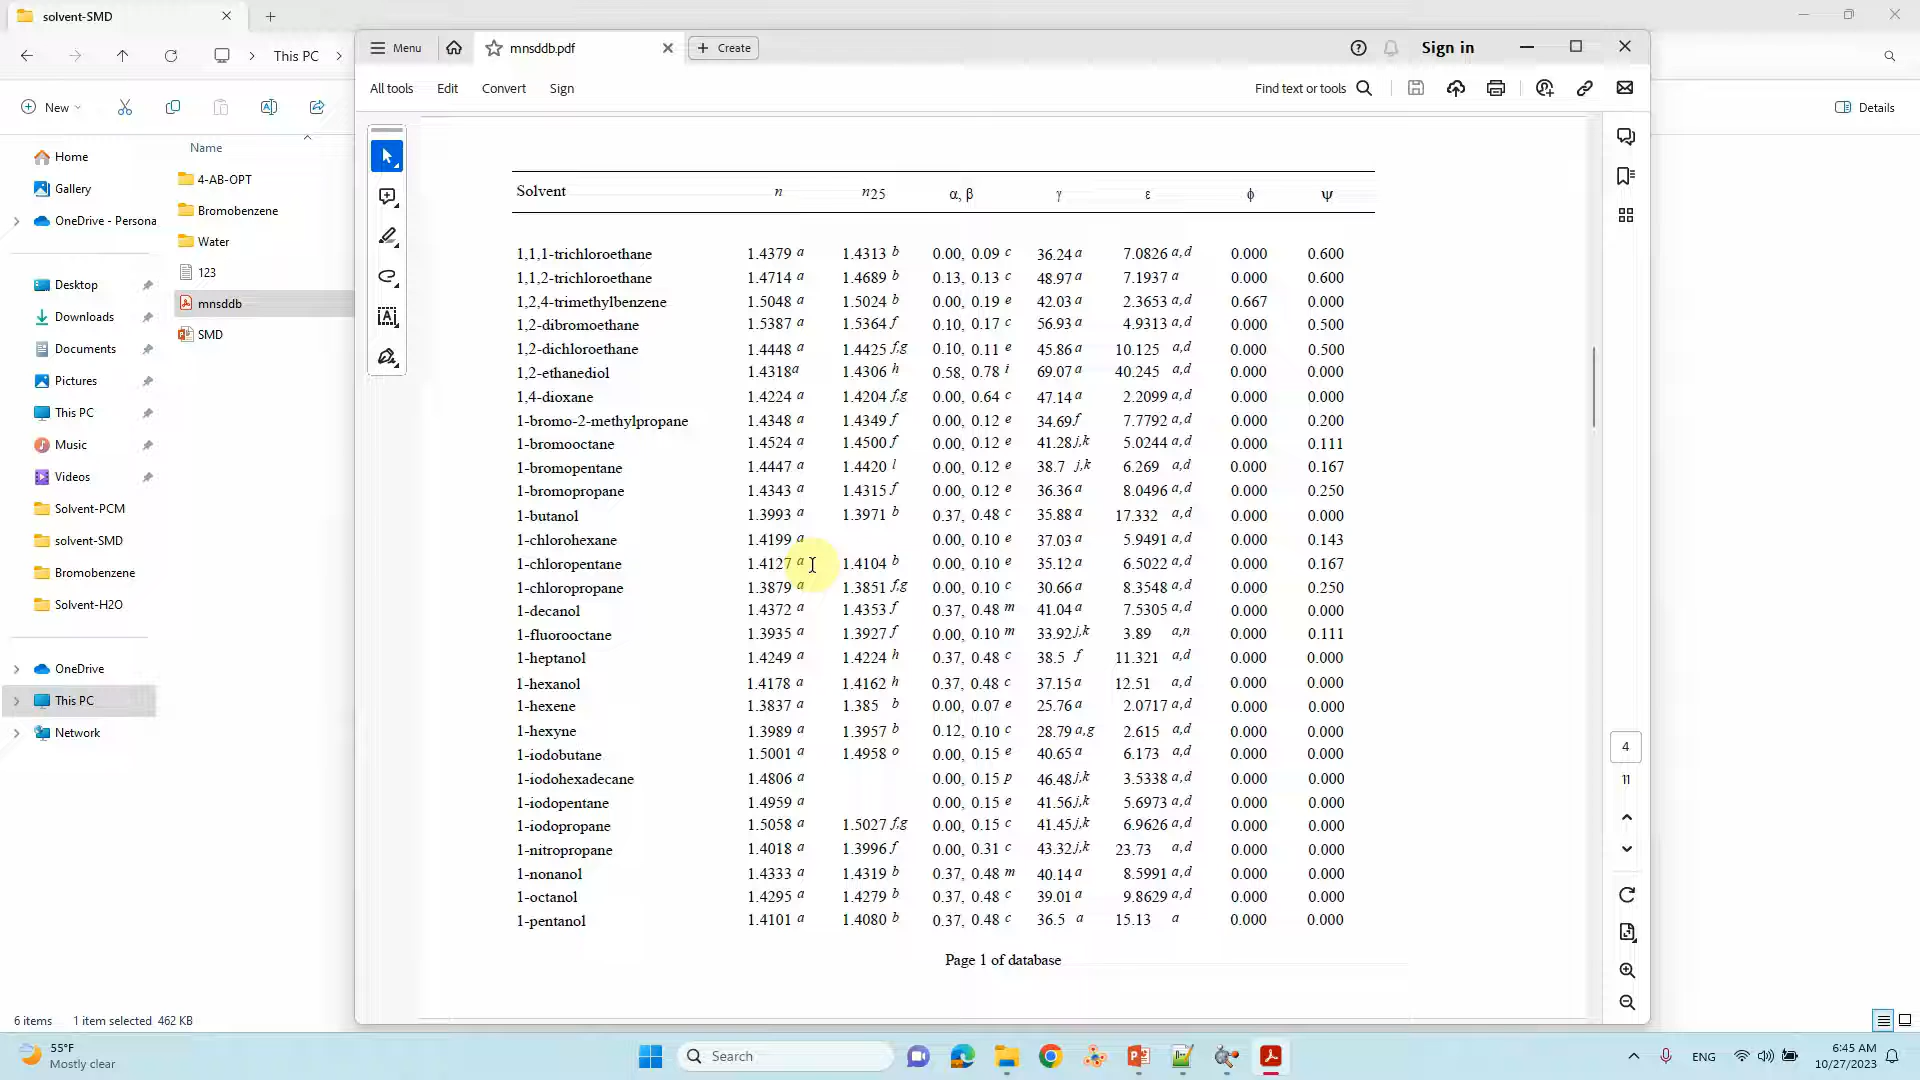 solvent-SMD
This PC
New
Details
Menu
mnsddb.pdf
Create
Sign in
All tools
Edit
Convert
Sign
Find text or tools
Home
Gallery
OneDrive - Persona
Desktop
Downloads
Documents
Pictures
This PC
Music
Videos
Solvent-PCM
solvent-SMD
Bromobenzene
Solvent-H2O
OneDrive
This PC
Network
Name
4-AB-OPT
Bromobenzene
Water
123
mnsddb
SMD
Solvent n n25 α, β γ ε ϕ ψ
1,1,1-trichloroethane 1.4379 a 1.4313 b 0.00, 0.09 c 36.24 a 7.0826 a,d 0.000 0.600
1,1,2-trichloroethane 1.4714 a 1.4689 b 0.13, 0.13 c 48.97 a 7.1937 a 0.000 0.600
1,2,4-trimethylbenzene 1.5048 a 1.5024 b 0.00, 0.19 e 42.03 a 2.3653 a,d 0.667 0.000
1,2-dibromoethane 1.5387 a 1.5364 f 0.10, 0.17 c 56.93 a 4.9313 a,d 0.000 0.500
1,2-dichloroethane 1.4448 a 1.4425 f,g 0.10, 0.11 e 45.86 a 10.125 a,d 0.000 0.500
1,2-ethanediol 1.4318a 1.4306 h 0.58, 0.78 i 69.07 a 40.245 a,d 0.000 0.000
1,4-dioxane 1.4224 a 1.4204 f,g 0.00, 0.64 c 47.14 a 2.2099 a,d 0.000 0.000
1-bromo-2-methylpropane 1.4348 a 1.4349 f 0.00, 0.12 e 34.69 f 7.7792 a,d 0.000 0.200
1-bromooctane 1.4524 a 1.4500 f 0.00, 0.12 e 41.28 j,k 5.0244 a,d 0.000 0.111
1-bromopentane 1.4447 a 1.4420 l 0.00, 0.12 e 38.7 j,k 6.269 a,d 0.000 0.167
1-bromopropane 1.4343 a 1.4315 f 0.00, 0.12 e 36.36 a 8.0496 a,d 0.000 0.250
1-butanol 1.3993 a 1.3971 b 0.37, 0.48 c 35.88 a 17.332 a,d 0.000 0.000
1-chlorohexane 1.4199 a 0.00, 0.10 e 37.03 a 5.9491 a,d 0.000 0.143
1-chloropentane 1.4127 a 1.4104 b 0.00, 0.10 e 35.12 a 6.5022 a,d 0.000 0.167
1-chloropropane 1.3879 a 1.3851 f,g 0.00, 0.10 c 30.66 a 8.3548 a,d 0.000 0.250
1-decanol 1.4372 a 1.4353 f 0.37, 0.48 m 41.04 a 7.5305 a,d 0.000 0.000
1-fluorooctane 1.3935 a 1.3927 f 0.00, 0.10 m 33.92 j,k 3.89 a,n 0.000 0.111
1-heptanol 1.4249 a 1.4224 h 0.37, 0.48 c 38.5 f 11.321 a,d 0.000 0.000
1-hexanol 1.4178 a 1.4162 h 0.37, 0.48 c 37.15 a 12.51 a,d 0.000 0.000
1-hexene 1.3837 a 1.385 b 0.00, 0.07 e 25.76 a 2.0717 a,d 0.000 0.000
1-hexyne 1.3989 a 1.3957 b 0.12, 0.10 c 28.79 a,g 2.615 a,d 0.000 0.000
1-iodobutane 1.5001 a 1.4958 o 0.00, 0.15 e 40.65 a 6.173 a,d 0.000 0.000
1-iodohexadecane 1.4806 a 0.00, 0.15 p 46.48 j,k 3.5338 a,d 0.000 0.000
1-iodopentane 1.4959 a 0.00, 0.15 e 41.56 j,k 5.6973 a,d 0.000 0.000
1-iodopropane 1.5058 a 1.5027 f,g 0.00, 0.15 c 41.45 j,k 6.9626 a,d 0.000 0.000
1-nitropropane 1.4018 a 1.3996 f 0.00, 0.31 c 43.32 j,k 23.73 a,d 0.000 0.000
1-nonanol 1.4333 a 1.4319 b 0.37, 0.48 m 40.14 a 8.5991 a,d 0.000 0.000
1-octanol 1.4295 a 1.4279 b 0.37, 0.48 c 39.01 a 9.8629 a,d 0.000 0.000
1-pentanol 1.4101 a 1.4080 b 0.37, 0.48 c 36.5 a 15.13 a 0.000 0.000
Page 1 of database
4
11
6 items 1 item selected 462 KB
55°F
Mostly clear
Search
ENG
6:45 AM
10/27/2023